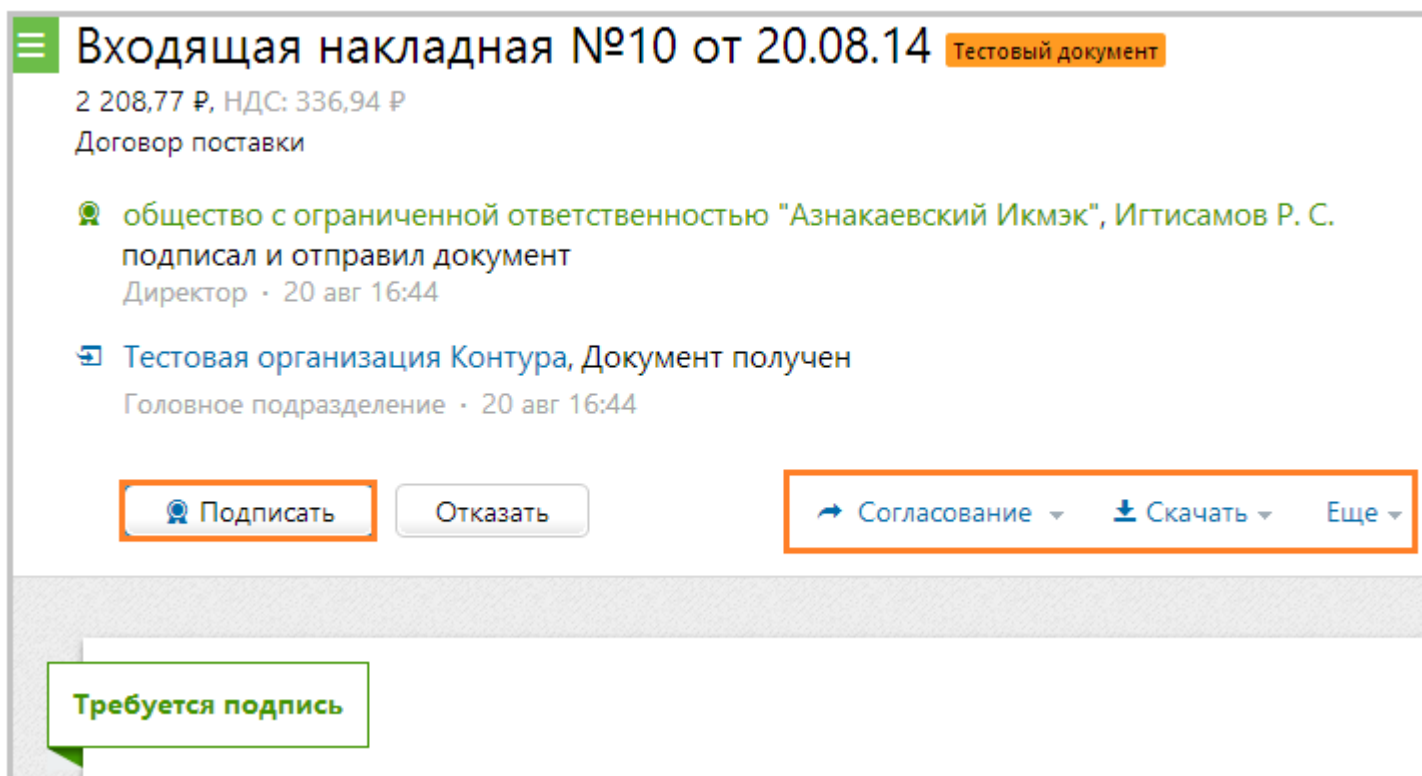 Входящая накладная №10 от 20.08.14 Тестовый документ
2 208,77 ₽, НДС: 336,94 ₽
Договор поставки
общество с ограниченной ответственностью "Азнакаевский Икмэк", Игтисамов Р. С.
подписал и отправил документ
Директор · 20 авг 16:44
Тестовая организация Контура, Документ получен
Головное подразделение · 20 авг 16:44
Подписать Отказать Согласование Скачать Еще
Требуется подпись